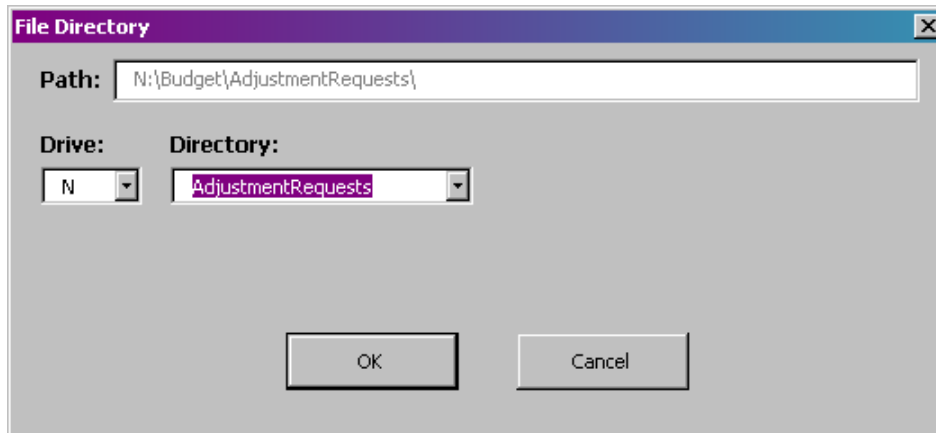 File Directory
Path: N:\Budget\AdjustmentRequests\
Drive: Directory:
N AdjustmentRequests
OK Cancel